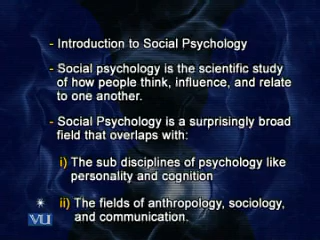 - Introduction to Social Psychology
- Social psychology is the scientific study
of how people think, influence, and relate
to one another.
- Social Psychology is a surprisingly broad
field that overlaps with:
i) The sub disciplines of psychology like
personality and cognition
ii) The fields of anthropology, sociology,
and communication.
VU